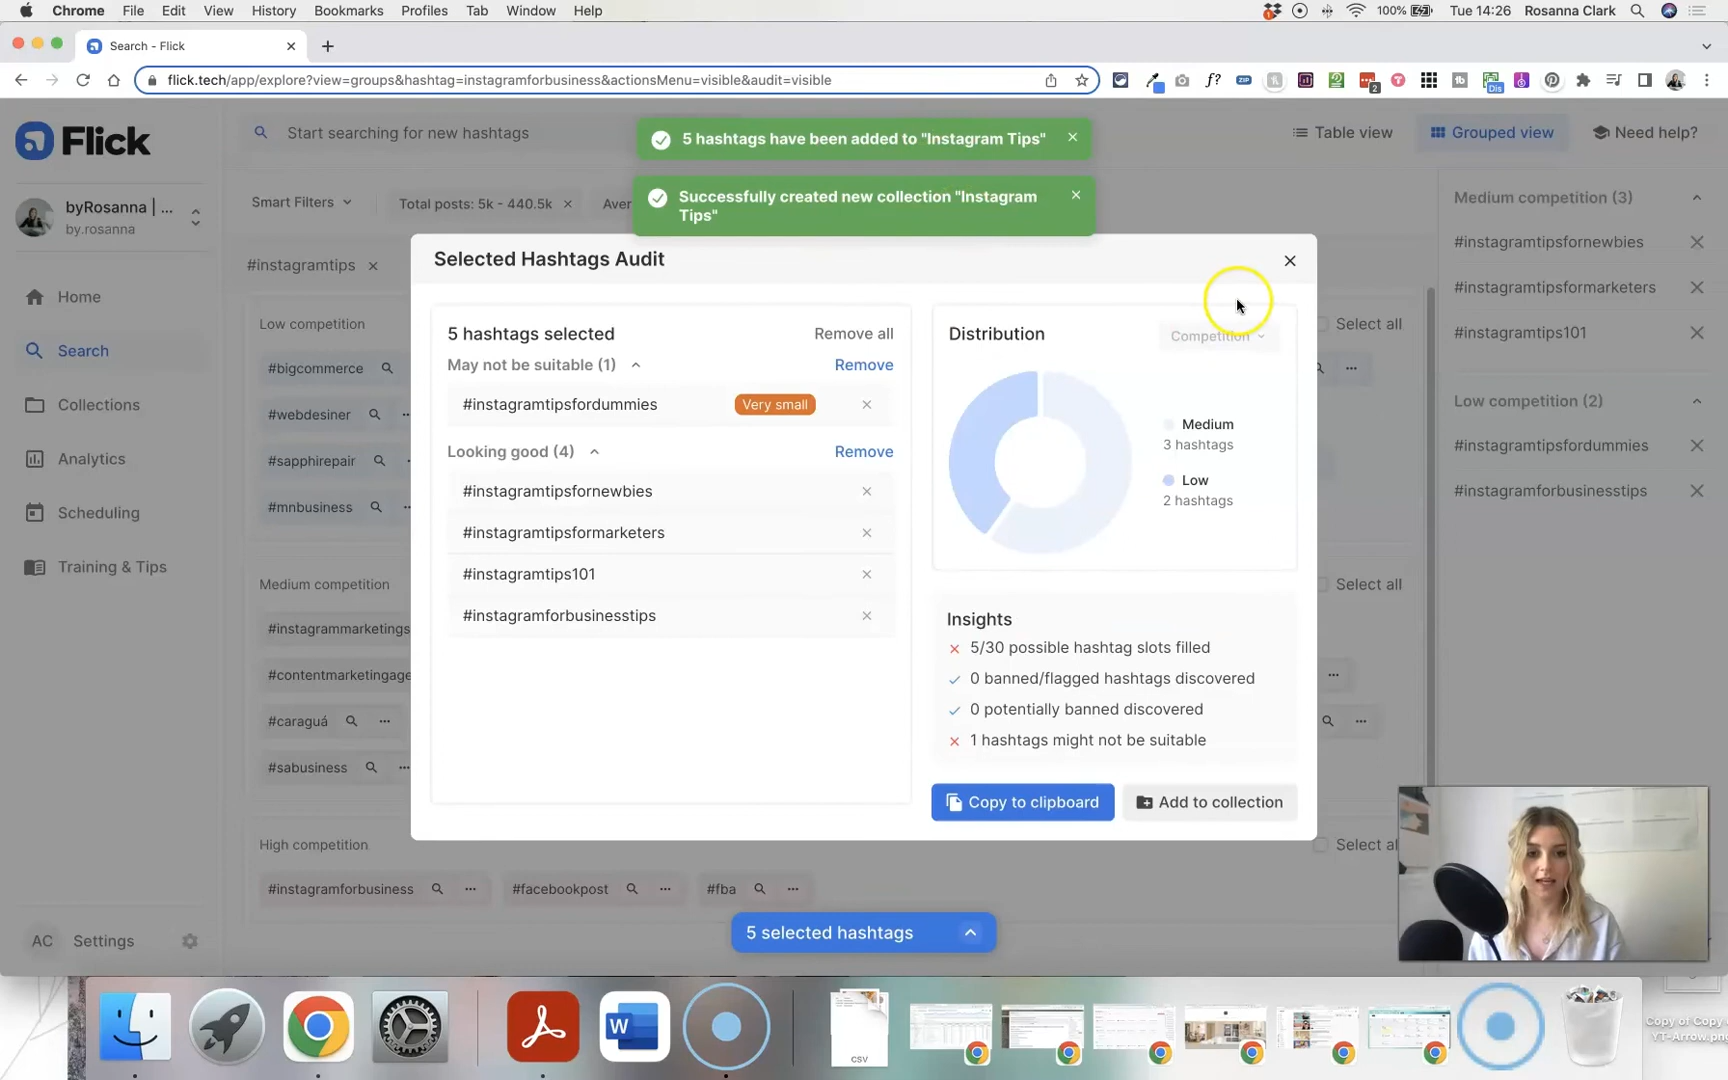 Chrome File Edit View History Bookmarks Profiles Tab Window Help
100% Tue 14:26 Rosanna Clark
Search - Flick
flick.tech/app/explore?view=groups&hashtag=instagramforbusiness&actionsMenu=visible&audit=visible
Flick
Start searching for new hashtags
Table view
Grouped view
Need help?
5 hashtags have been added to "Instagram Tips"
Successfully created new collection "Instagram
Tips"
byRosanna | ...
by.rosanna
Smart Filters
Total posts: 5k - 440.5k
Aver
#instagramtips
Home
Search
Collections
Analytics
Scheduling
Training & Tips
AC Settings
Low competition
Select all
#bigcommerce
#webdesiner
#sapphirepair
#mnbusiness
Medium competition
Select all
#instagrammarketings
#contentmarketingage
#caraguá
#sabusiness
High competition
Select al
#instagramforbusiness
#facebookpost
#fba
Selected Hashtags Audit
5 hashtags selected
Remove all
May not be suitable (1)
Remove
#instagramtipsfordummies
Very small
Looking good (4)
Remove
#instagramtipsfornewbies
#instagramtipsformarketers
#instagramtips101
#instagramforbusinesstips
Distribution
Competition
Medium
3 hashtags
Low
2 hashtags
Insights
5/30 possible hashtag slots filled
0 banned/flagged hashtags discovered
0 potentially banned discovered
1 hashtags might not be suitable
Copy to clipboard
Add to collection
5 selected hashtags
Medium competition (3)
#instagramtipsfornewbies
#instagramtipsformarketers
#instagramtips101
Low competition (2)
#instagramtipsfordummies
#instagramforbusinesstips
W
csv
Copy of Copy
YT-Arrow.pn